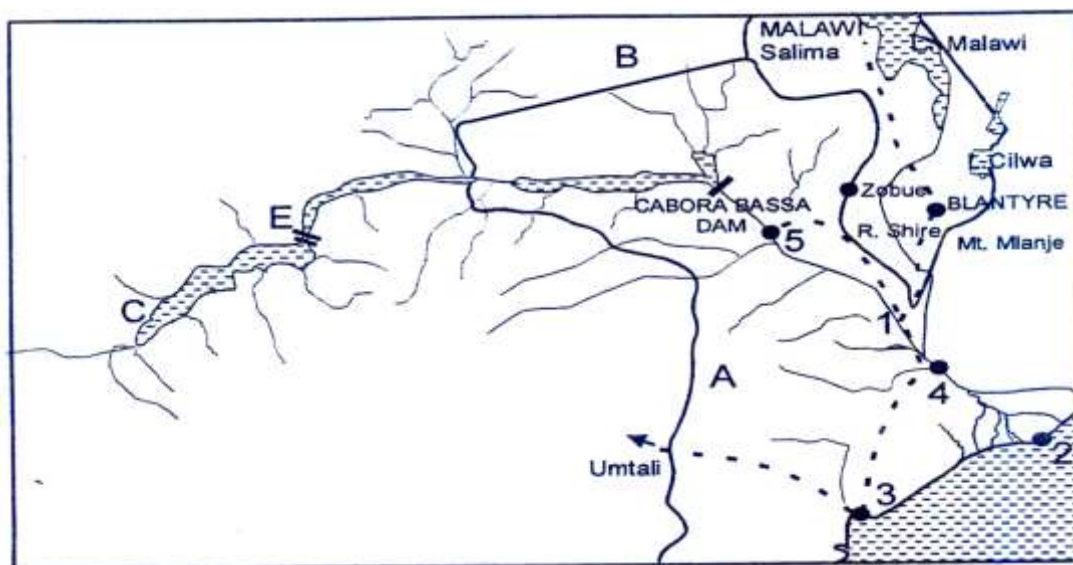 MALAWI
Salima
L. Malawi
B
L.Cilwa
Zobue
BLANTYRE
CABORA BASSA
DAM
R. Shire
Mt. Mlanje
E
5
C
1
A
4
2
Umtali
3